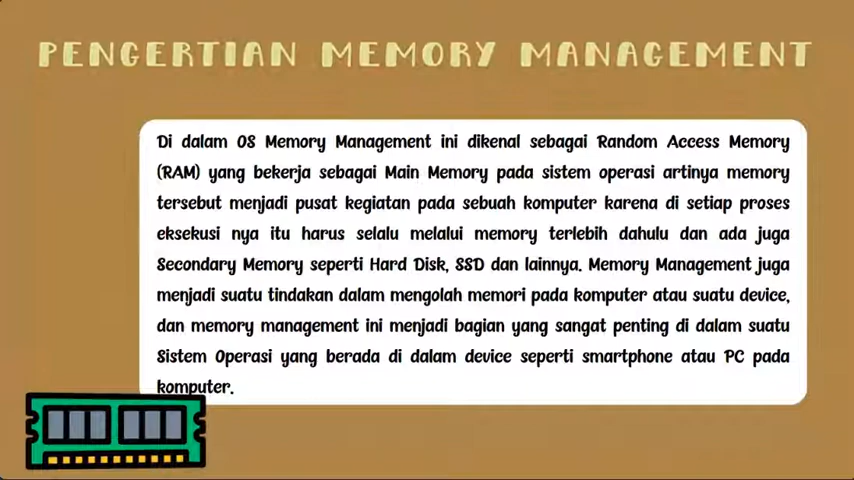 PENGERTIAN MEMORY MANAGEMENT
Di dalam OS Memory Management ini dikenal sebagai Random Access Memory
(RAM) yang bekerja sebagai Main Memory pada sistem operasi artinya memory
tersebut menjadi pusat kegiatan pada sebuah komputer karena di setiap proses
eksekusi nya itu harus selalu melalui memory terlebih dahulu dan ada juga
Secondary Memory seperti Hard Disk, SSD dan lainnya. Memory Management juga
menjadi suatu tindakan dalam mengolah memori pada komputer atau suatu device,
dan memory management ini menjadi bagian yang sangat penting di dalam suatu
Sistem Operasi yang berada di dalam device seperti smartphone atau PC pada
komputer.